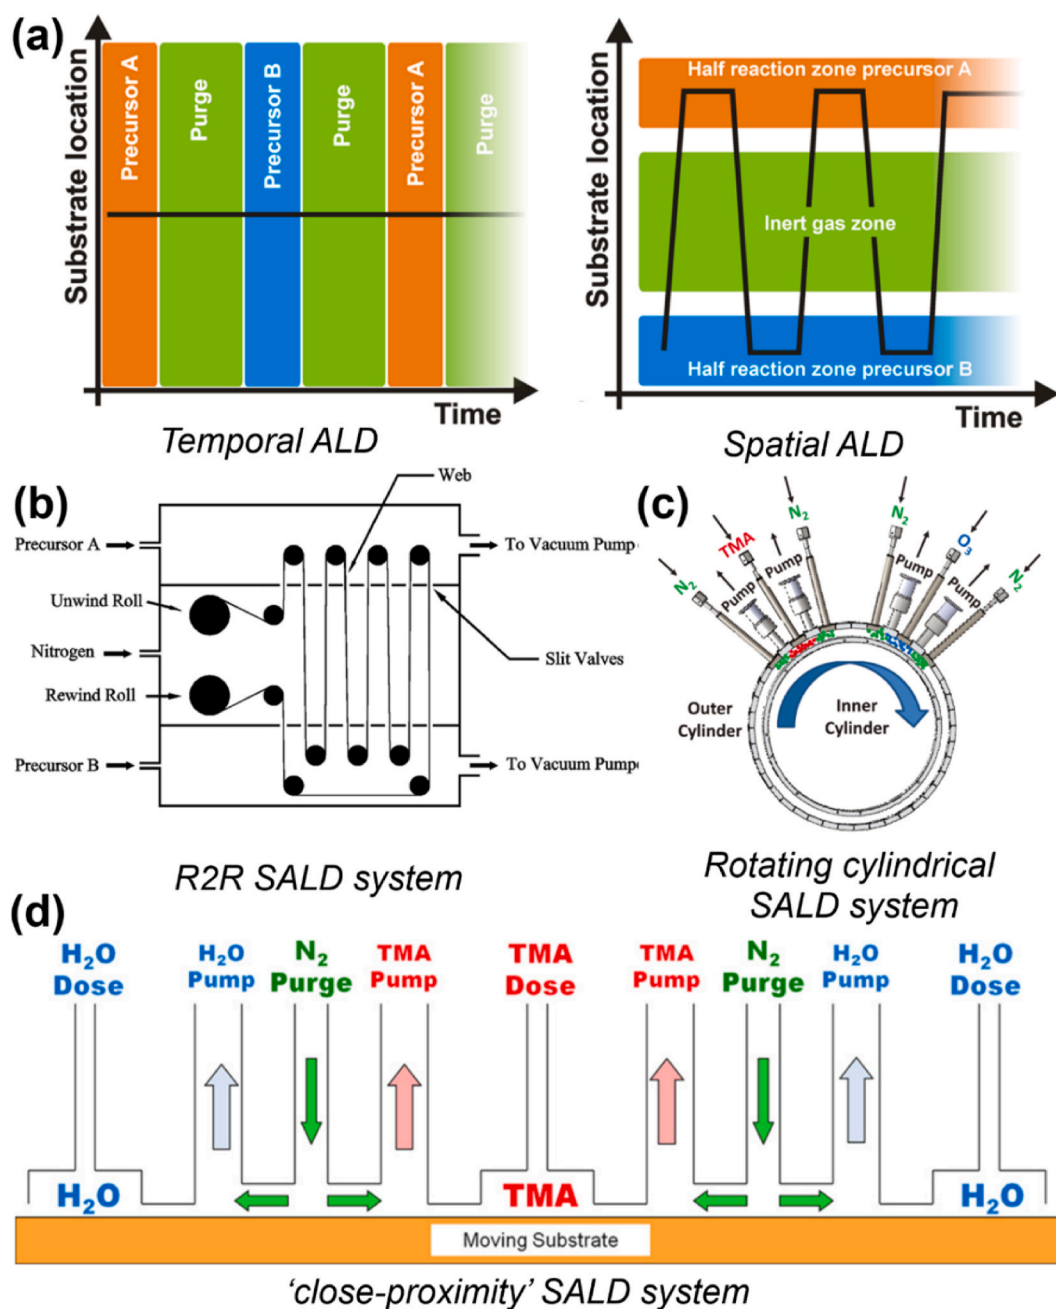 (a)
Substrate location
Precursor A
Purge
Precursor B
Purge
Precursor A
Purge
Time
Temporal ALD
Substrate location
Half reaction zone precursor A
Inert gas zone
Half reaction zone precursor B
Time
Spatial ALD
(b)
Web
Precursor A
To Vacuum Pump
Unwind Roll
Nitrogen
Slit Valves
Rewind Roll
Precursor B
To Vacuum Pump
R2R SALD system
(c)
N₂
Pump
TMA
Pump
N₂
N₂
Pump
O₃
Pump
N₂
Outer
Cylinder
Inner
Cylinder
Rotating cylindrical
SALD system
(d)
H₂O
Dose
H₂O
Pump
N₂
Purge
TMA
Pump
TMA
Dose
TMA
Pump
N₂
Purge
H₂O
Pump
H₂O
Dose
H₂O
TMA
H₂O
Moving Substrate
‘close-proximity’ SALD system